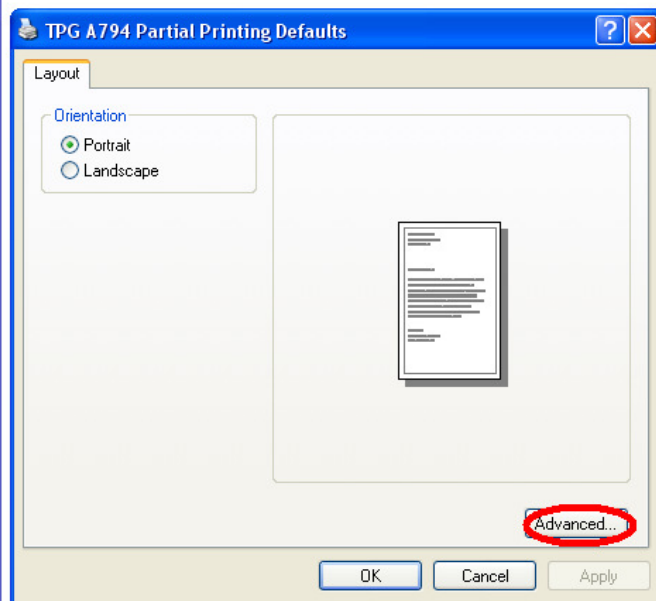 TPG A794 Partial Printing Defaults
Layout
Orientation
Portrait
Landscape
Advanced...
OK
Cancel
Apply